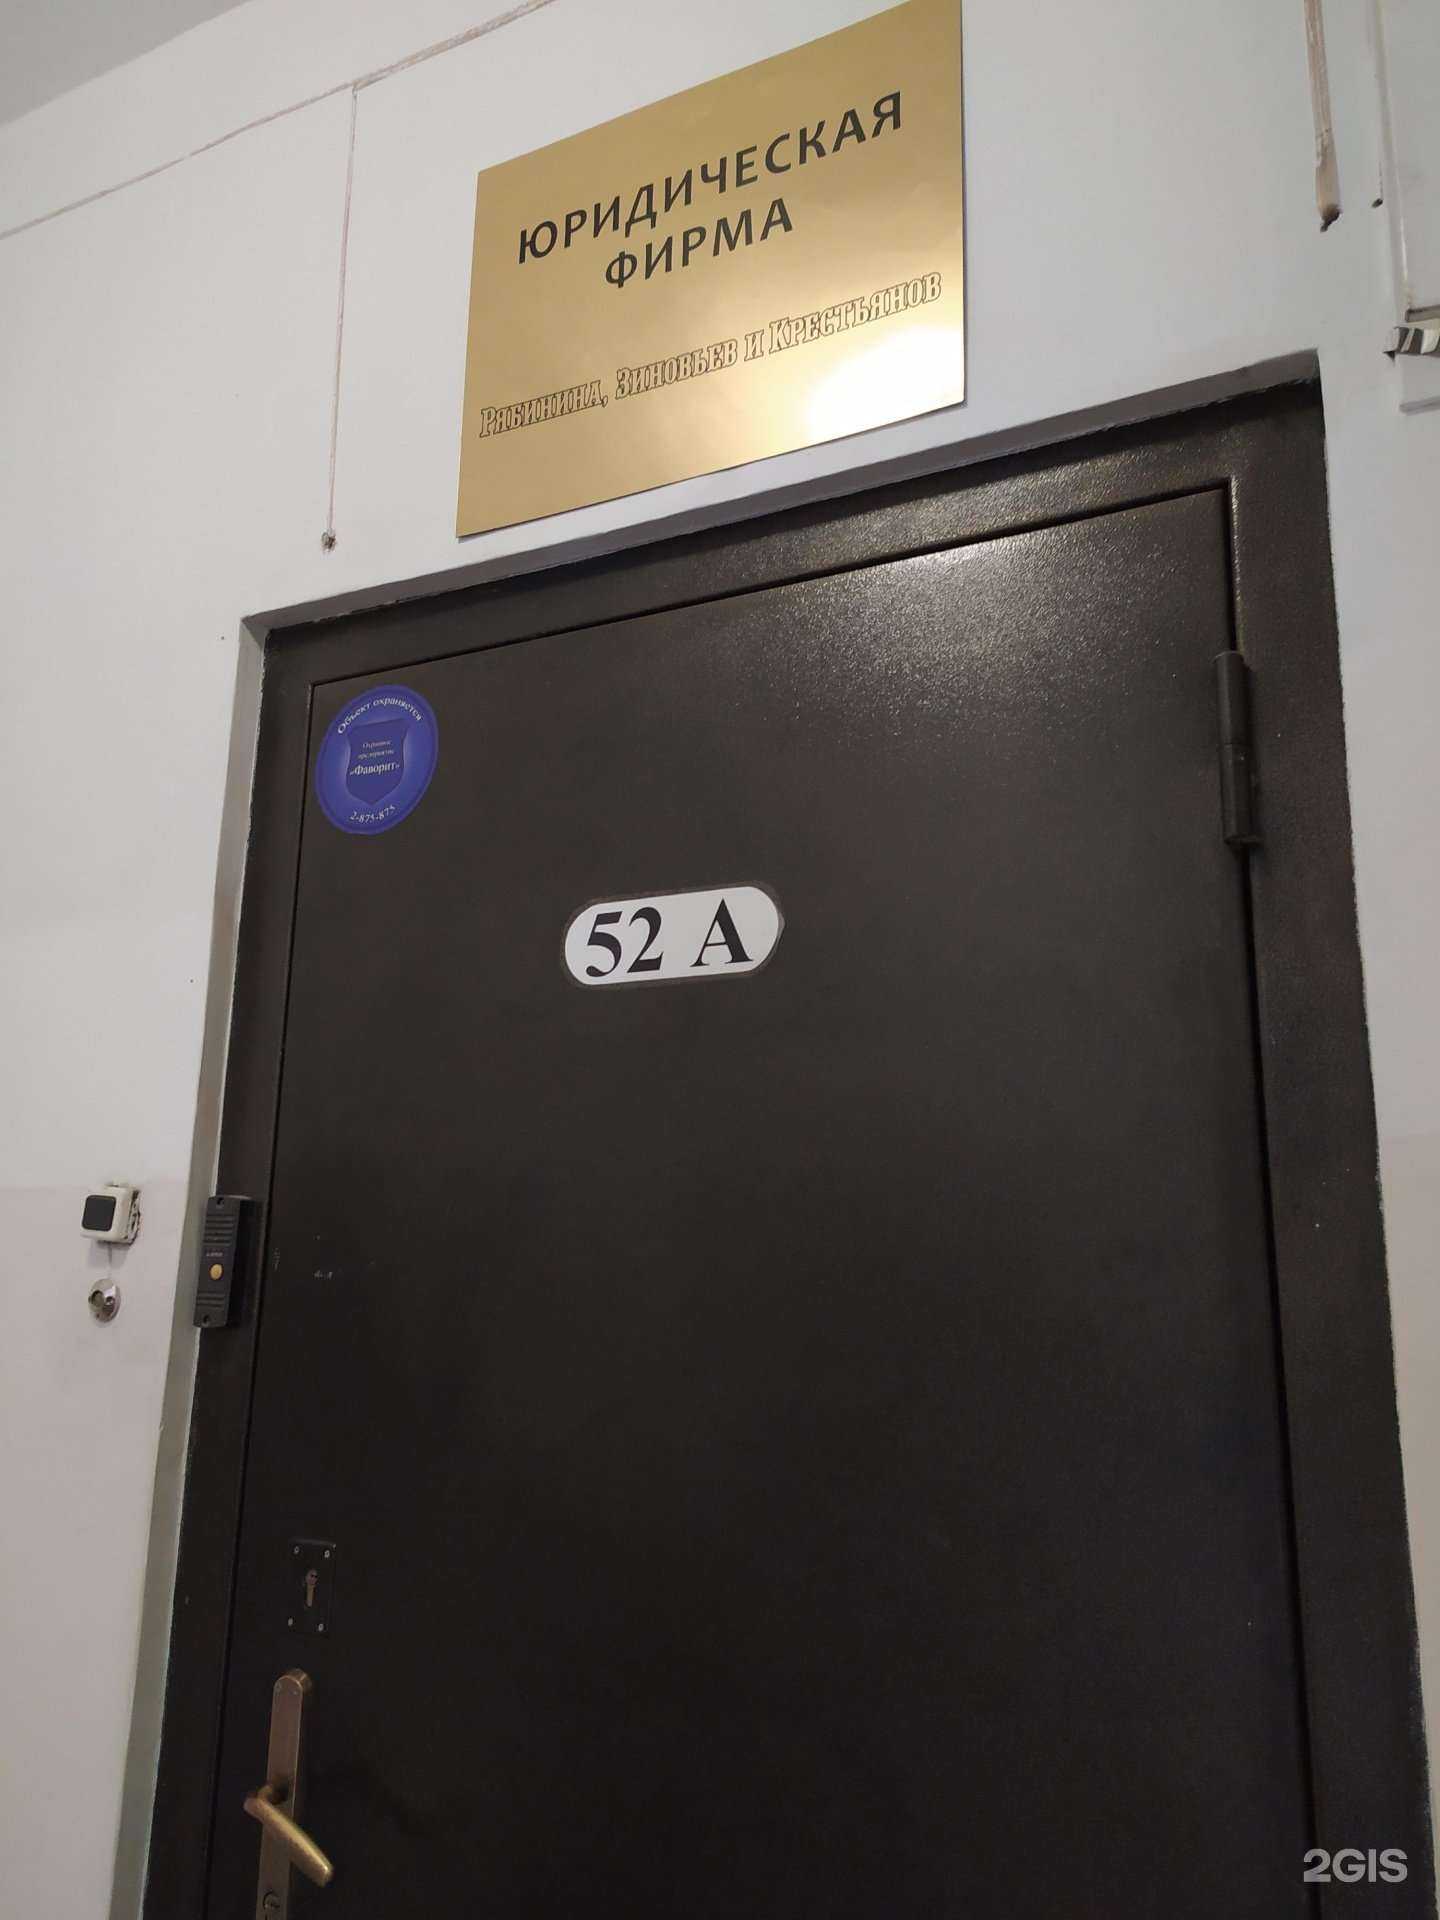 ЮРИДИЧЕСКАЯ
ФИРМА
Рябинина, Зиновьев и Крестьянов
Объект охраняется
Охранное
предприятие
«Фаворит»
2-875-875
52 А
2GIS